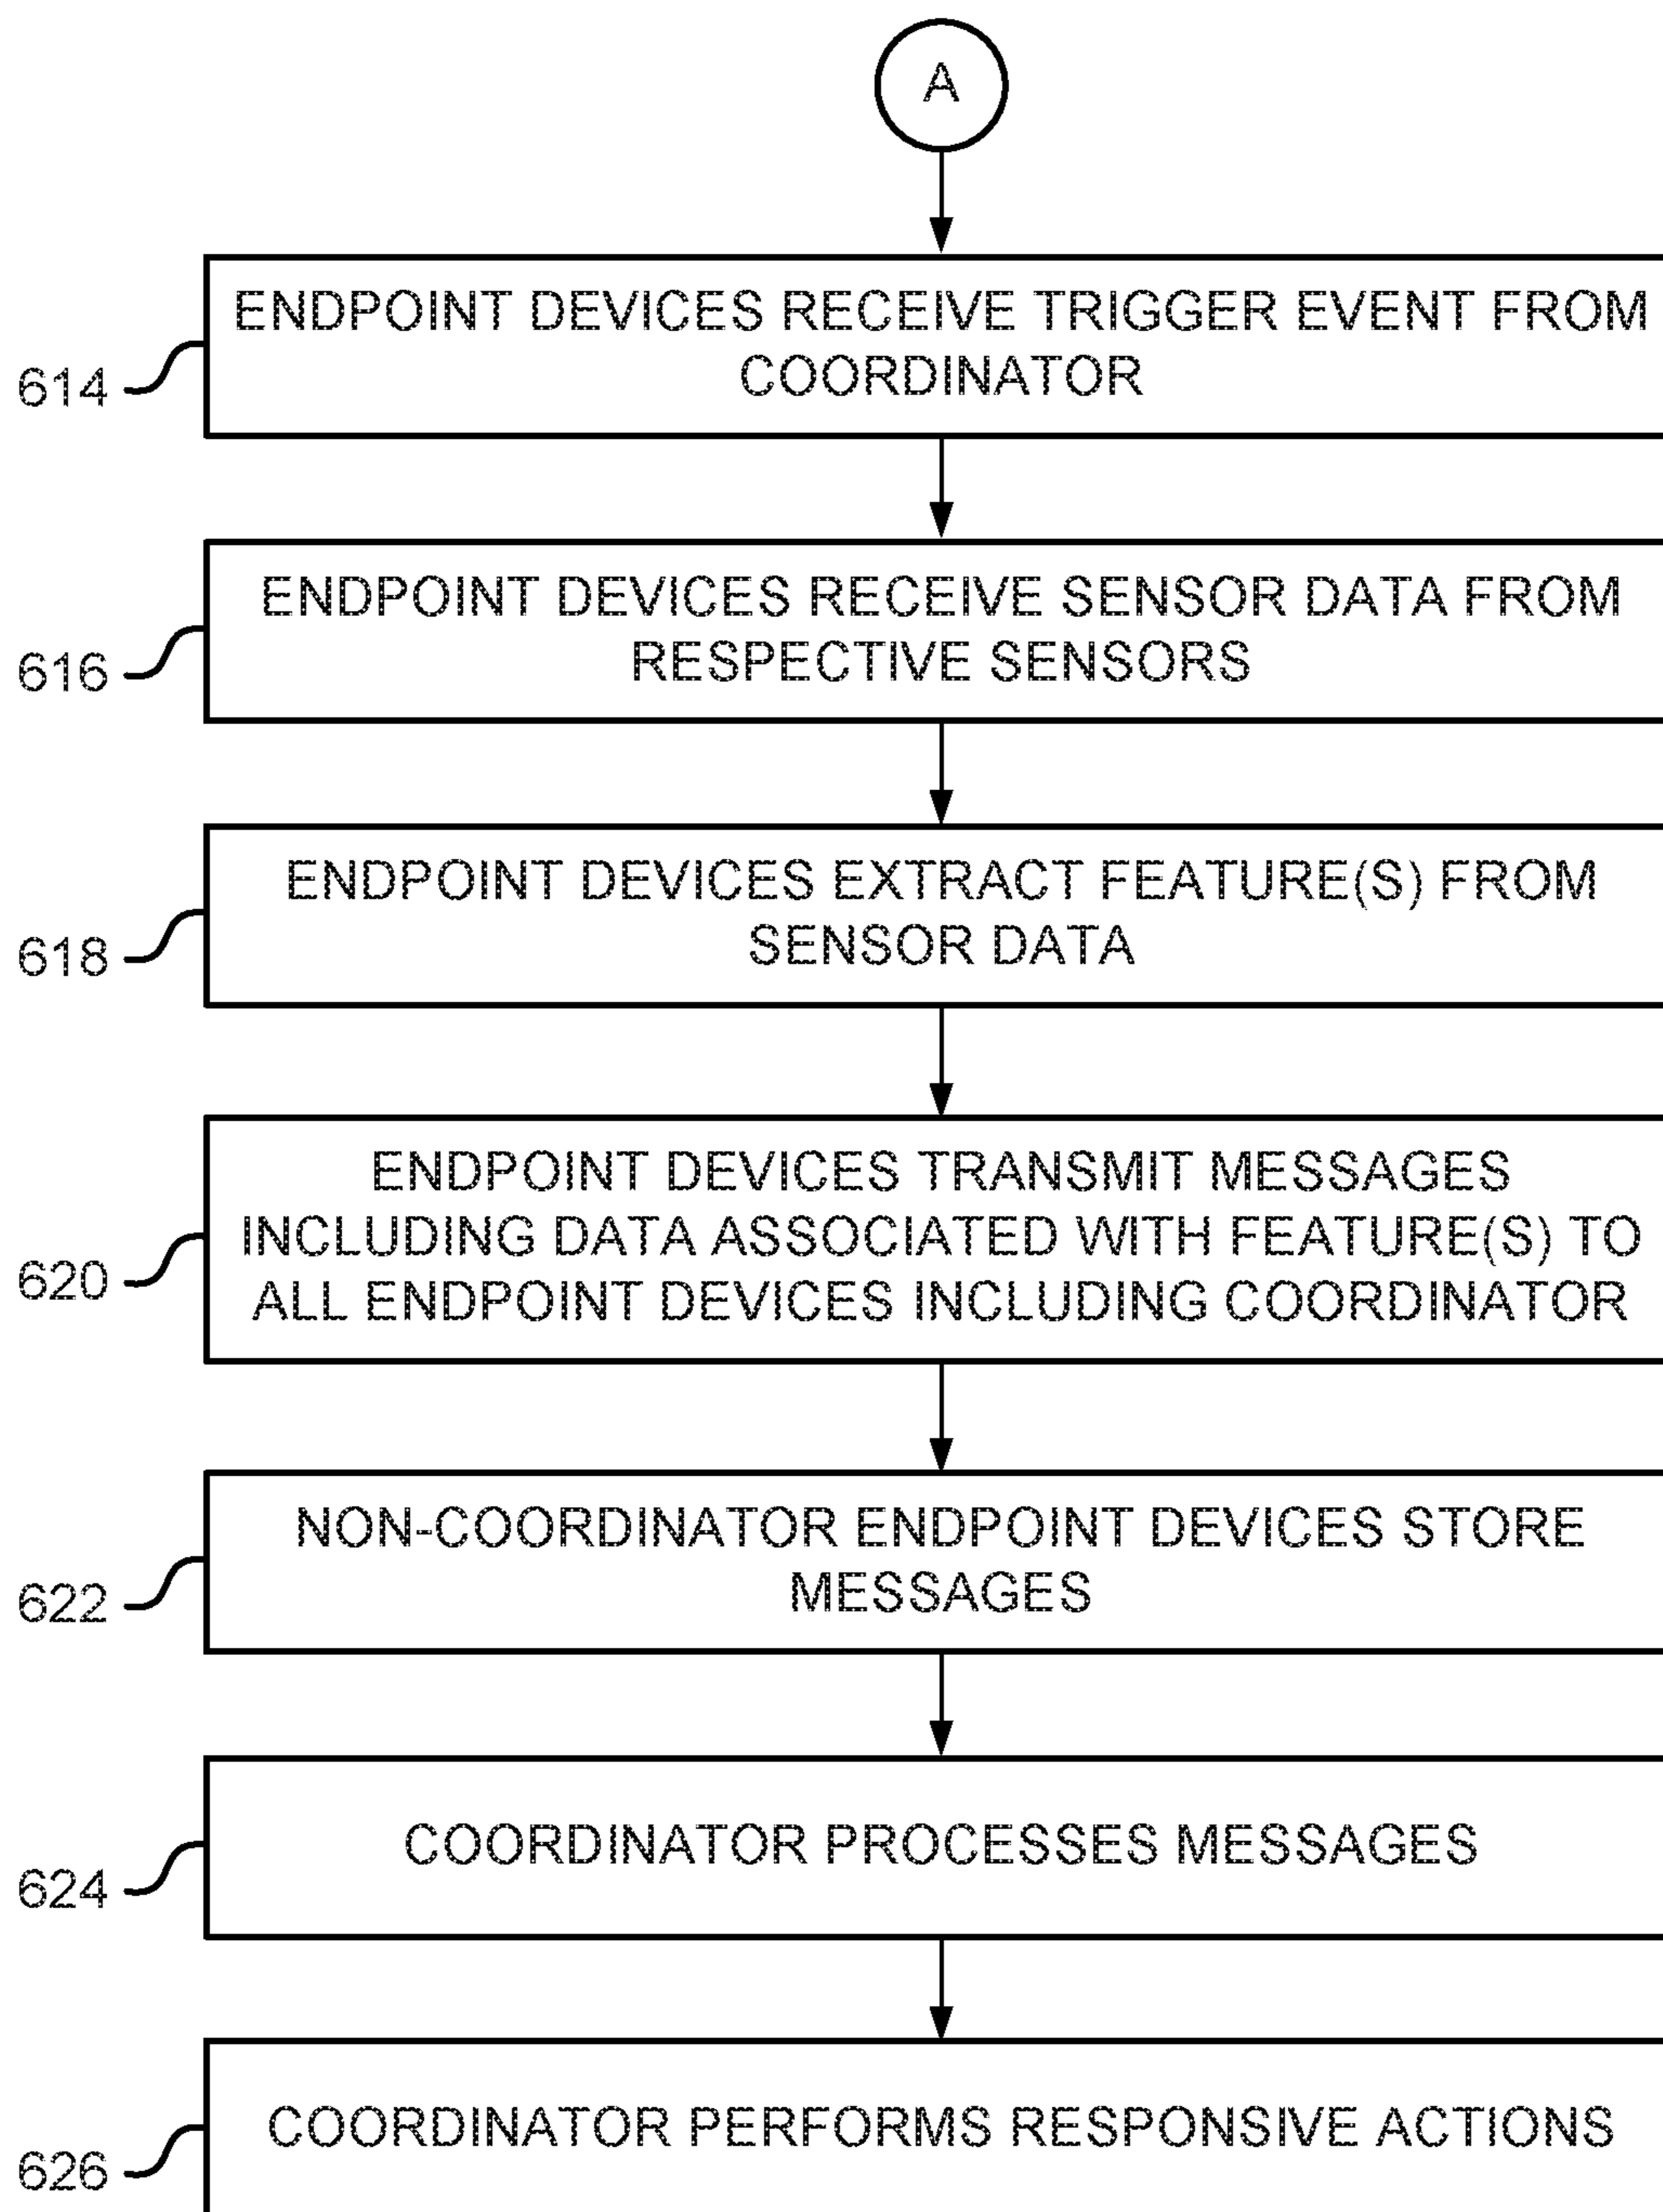 A
ENDPOINT DEVICES RECEIVE TRIGGER EVENT FROM
COORDINATOR
614
ENDPOINT DEVICES RECEIVE SENSOR DATA FROM
RESPECTIVE SENSORS
616
ENDPOINT DEVICES EXTRACT FEATURE(S) FROM
SENSOR DATA
618
ENDPOINT DEVICES TRANSMIT MESSAGES
INCLUDING DATA ASSOCIATED WITH FEATURE(S) TO
ALL ENDPOINT DEVICES INCLUDING COORDINATOR
620
NON-COORDINATOR ENDPOINT DEVICES STORE
MESSAGES
622
COORDINATOR PROCESSES MESSAGES
624
COORDINATOR PERFORMS RESPONSIVE ACTIONS
626